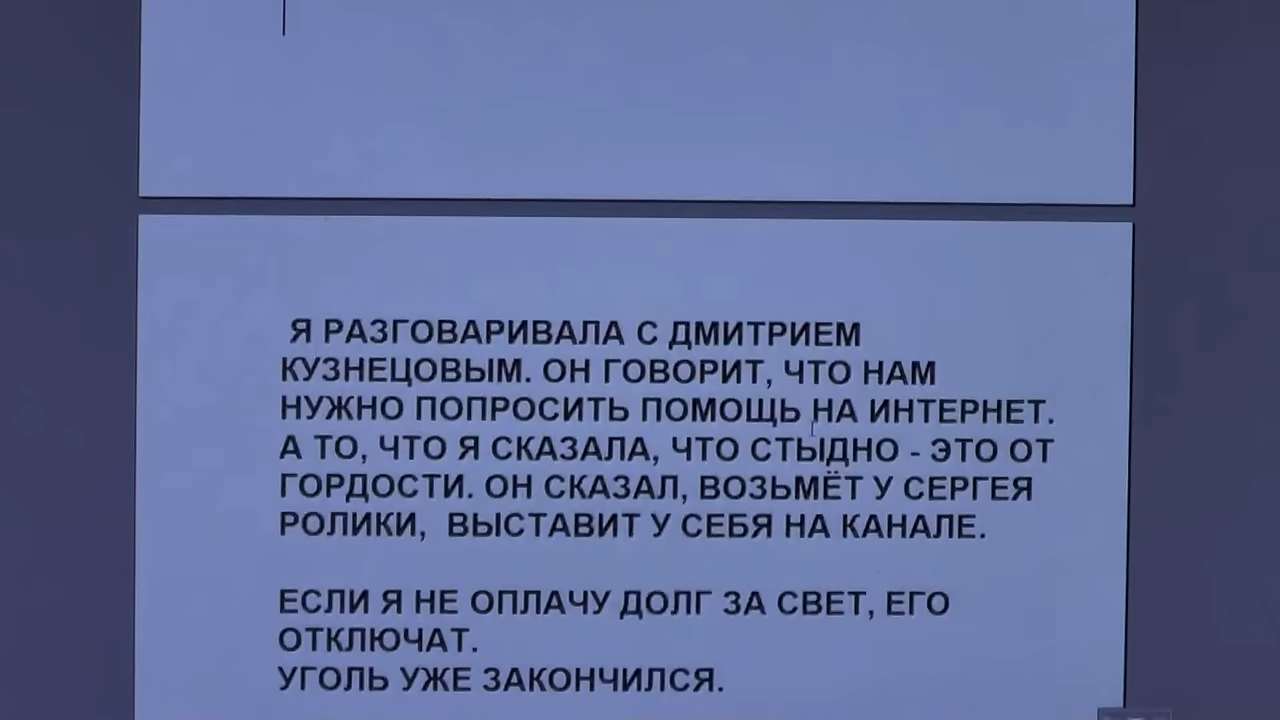 Я РАЗГОВАРИВАЛА С ДМИТРИЕМ
КУЗНЕЦОВЫМ. ОН ГОВОРИТ, ЧТО НАМ
НУЖНО ПОПРОСИТЬ ПОМОЩЬ НА ИНТЕРНЕТ.
А ТО, ЧТО Я СКАЗАЛА, ЧТО СТЫДНО - ЭТО ОТ
ГОРДОСТИ. ОН СКАЗАЛ, ВОЗЬМЁТ У СЕРГЕЯ
РОЛИКИ,  ВЫСТАВИТ У СЕБЯ НА КАНАЛЕ.
ЕСЛИ Я НЕ ОПЛАЧУ ДОЛГ ЗА СВЕТ, ЕГО
ОТКЛЮЧАТ.
УГОЛЬ УЖЕ ЗАКОНЧИЛСЯ.